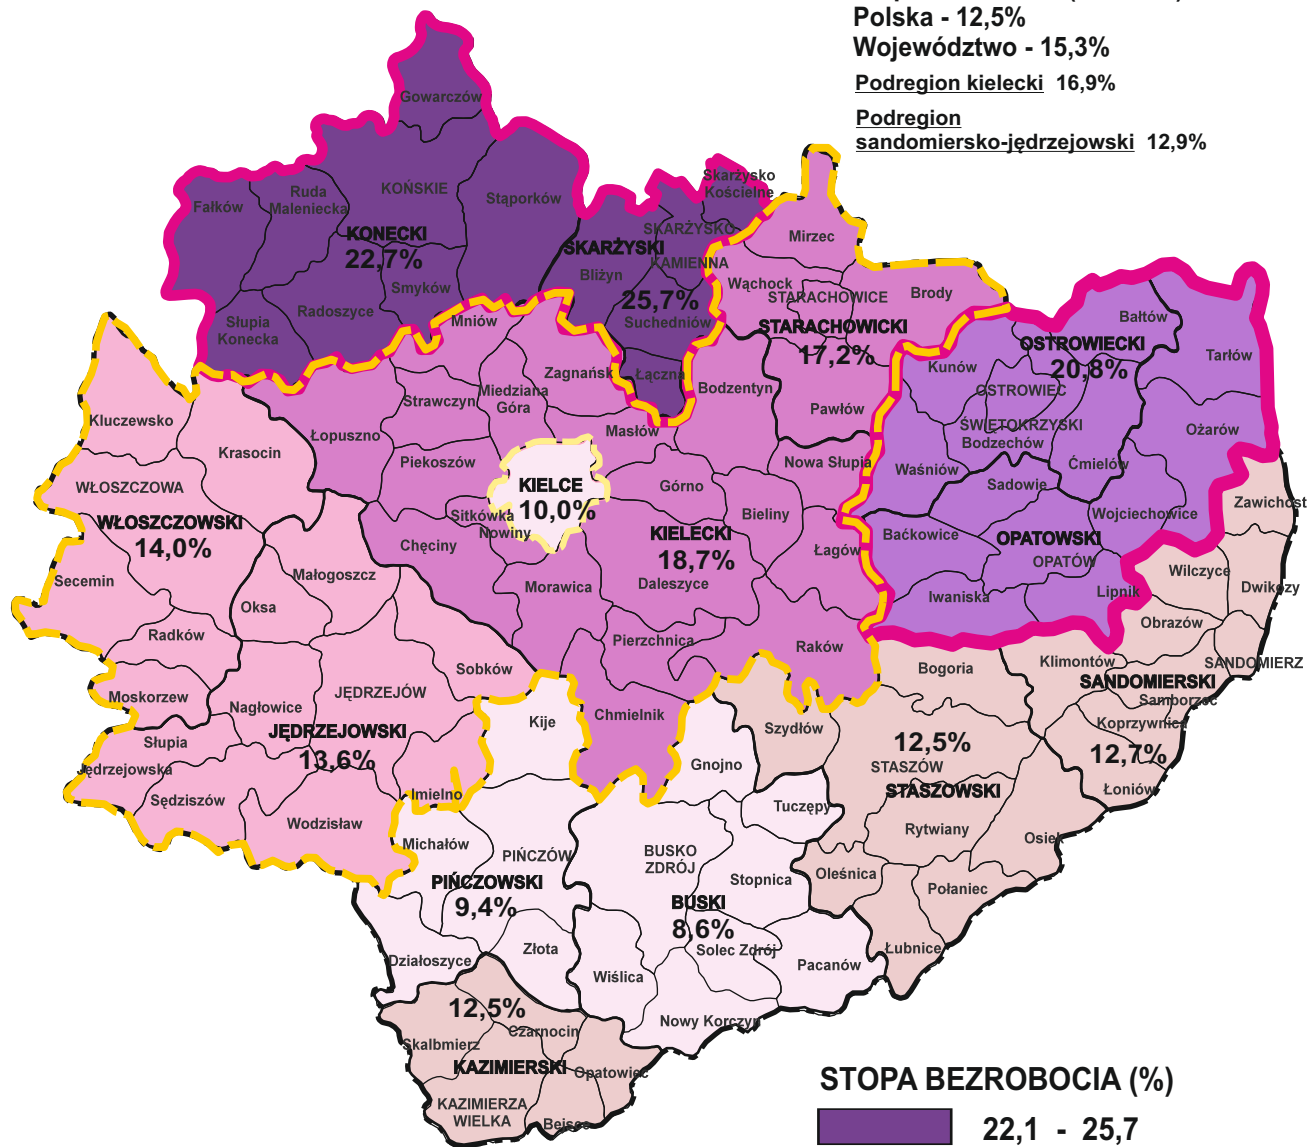 Polska - 12,5%
Województwo - 15,3%
Podregion kielecki 16,9%
Podregion
sandomiersko-jędrzejowski 12,9%
Gowarczów
Fałków
Ruda
Maleniecka
KOŃSKIE
Stąporków
KONECKI
22,7%
Smyków
Radoszyce
Słupia
Konecka
Skarżysko
Kościelne
SKARŻYSKO
KAMIENNA
SKARŻYSKI
Bliżyn
25,7%
Suchedniów
Łączna
Mirzec
Wąchock
STARACHOWICE
Brody
STARACHOWICKI
17,2%
Pawłów
Bałtów
OSTROWIECKI
20,8%
Kunów
OSTROWIEC
ŚWIĘTOKRZYSKI
Bodzechów
Waśniów
Ćmielów
Tarłów
Ożarów
Sadowie
Wojciechowice
Baćkowice
OPATOWSKI
OPATÓW
Iwaniska
Lipnik
Mniów
Zagnańsk
Miedziana
Góra
Strawczyn
Bodzentyn
Łopuszno
Masłów
Piekoszów
Nowa Słupia
Górno
KIELCE
10,0%
Sitkówka
Nowiny
Bieliny
KIELECKI
18,7%
Chęciny
Łagów
Morawica
Daleszyce
Pierzchnica
Raków
Chmielnik
Kluczewsko
Krasocin
WŁOSZCZOWA
WŁOSZCZOWSKI
14,0%
Secemin
Radków
Moskorzew
Małogoszcz
Oksa
Sobków
JĘDRZEJÓW
Nagłowice
JĘDRZEJOWSKI
13,6%
Słupia
Jędrzejowska
Sędziszów
Imielno
Wodzisław
Zawichost
Wilczyce
Dwikozy
Obrazów
SANDOMIERZ
Klimontów
SANDOMIERSKI
Samborzec
Koprzywnica
12,7%
Łoniów
Bogoria
Szydłów
12,5%
STASZÓW
STASZOWSKI
Rytwiany
Osiek
Oleśnica
Połaniec
Łubnice
Kije
Michałów
PIŃCZÓW
PIŃCZOWSKI
9,4%
Złota
Działoszyce
Gnojno
Tuczępy
BUSKO
ZDRÓJ
Stopnica
BUSKI
8,6%
Solec Zdrój
Wiślica
Pacanów
Nowy Korczyn
12,5%
Czarnocin
Skalbmierz
KAZIMIERSKI
Opatowiec
KAZIMIERZA
WIELKA
Bejsce
STOPA BEZROBOCIA (%)
22,1 - 25,7